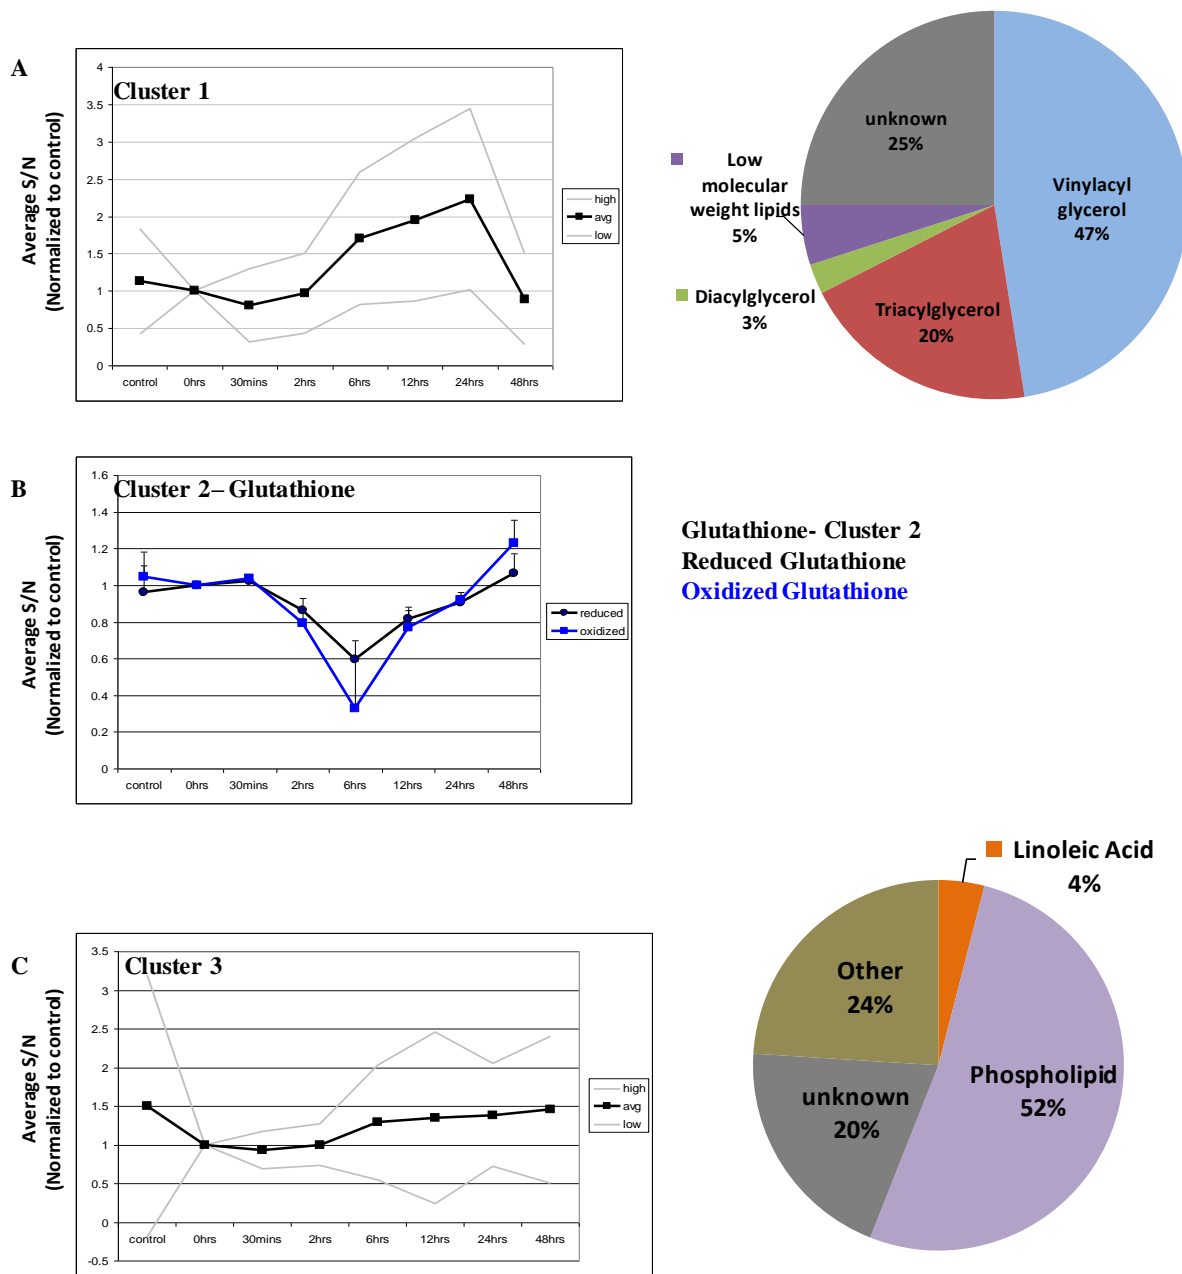 A
Cluster 1
Average S/N
(Normalized to control)
4
3.5
3
2.5
2
1.5
1
0.5
0
control 0hrs 30mins 2hrs 6hrs 12hrs 24hrs 48hrs
high
avg
low
unknown
25%
Low
molecular
weight lipids
5%
Diacylglycerol
3%
Triacylglycerol
20%
Vinylacyl
glycerol
47%
B
Cluster 2– Glutathione
Average S/N
(Normalized to control)
1.6
1.4
1.2
1
0.8
0.6
0.4
0.2
0
control 0hrs 30mins 2hrs 6hrs 12hrs 24hrs 48hrs
reduced
oxidized
Glutathione- Cluster 2
Reduced Glutathione
Oxidized Glutathione
C
Cluster 3
Average S/N
(Normalized to control)
3.5
3
2.5
2
1.5
1
0.5
0
-0.5
control 0hrs 30mins 2hrs 6hrs 12hrs 24hrs 48hrs
high
avg
low
Linoleic Acid
4%
Other
24%
unknown
20%
Phospholipid
52%